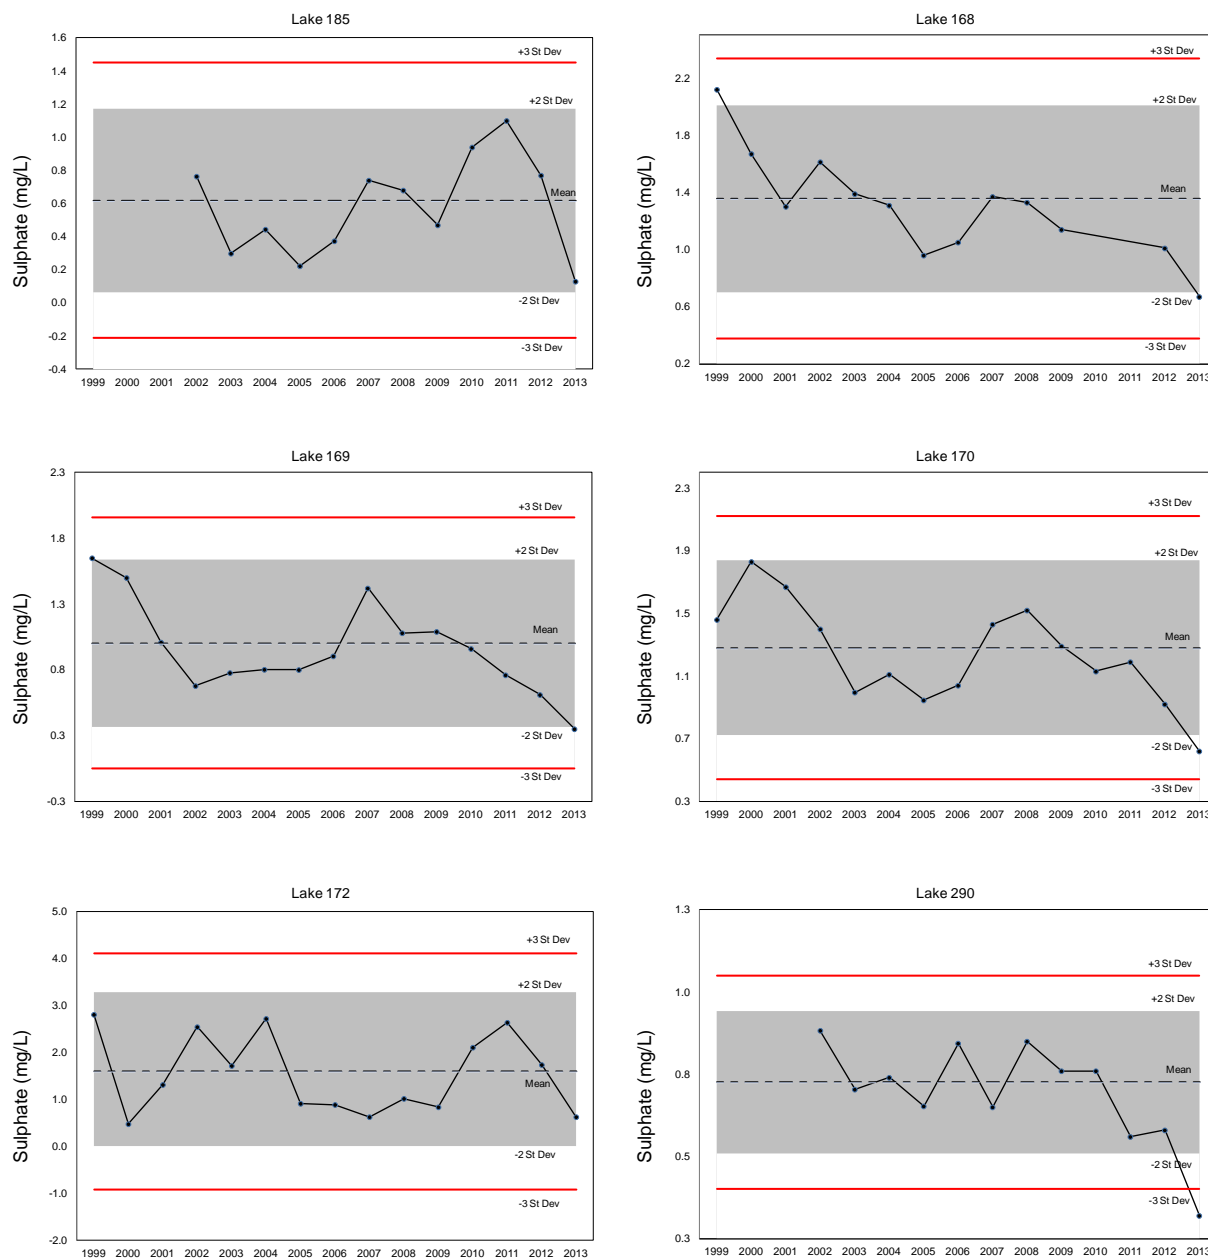 Lake 185
Sulphate (mg/L)
1.6
1.4
1.2
1.0
0.8
0.6
0.4
0.2
0.0
-0.2
-0.4
+3 St Dev
+2 St Dev
Mean
-2 St Dev
-3 St Dev
1999 2000 2001 2002 2003 2004 2005 2006 2007 2008 2009 2010 2011 2012 2013
Lake 168
Sulphate (mg/L)
2.2
1.8
1.4
1.0
0.6
0.2
+3 St Dev
+2 St Dev
Mean
-2 St Dev
-3 St Dev
1999 2000 2001 2002 2003 2004 2005 2006 2007 2008 2009 2010 2011 2012 2013
Lake 169
Sulphate (mg/L)
2.3
1.8
1.3
0.8
0.3
-0.3
+3 St Dev
+2 St Dev
Mean
-2 St Dev
-3 St Dev
1999 2000 2001 2002 2003 2004 2005 2006 2007 2008 2009 2010 2011 2012 2013
Lake 170
Sulphate (mg/L)
2.3
1.9
1.5
1.1
0.7
0.3
+3 St Dev
+2 St Dev
Mean
-2 St Dev
-3 St Dev
1999 2000 2001 2002 2003 2004 2005 2006 2007 2008 2009 2010 2011 2012 2013
Lake 172
Sulphate (mg/L)
5.0
4.0
3.0
2.0
1.0
0.0
-1.0
-2.0
+3 St Dev
+2 St Dev
Mean
-2 St Dev
-3 St Dev
1999 2000 2001 2002 2003 2004 2005 2006 2007 2008 2009 2010 2011 2012 2013
Lake 290
Sulphate (mg/L)
1.3
1.0
0.8
0.5
0.3
+3 St Dev
+2 St Dev
Mean
-2 St Dev
-3 St Dev
1999 2000 2001 2002 2003 2004 2005 2006 2007 2008 2009 2010 2011 2012 2013